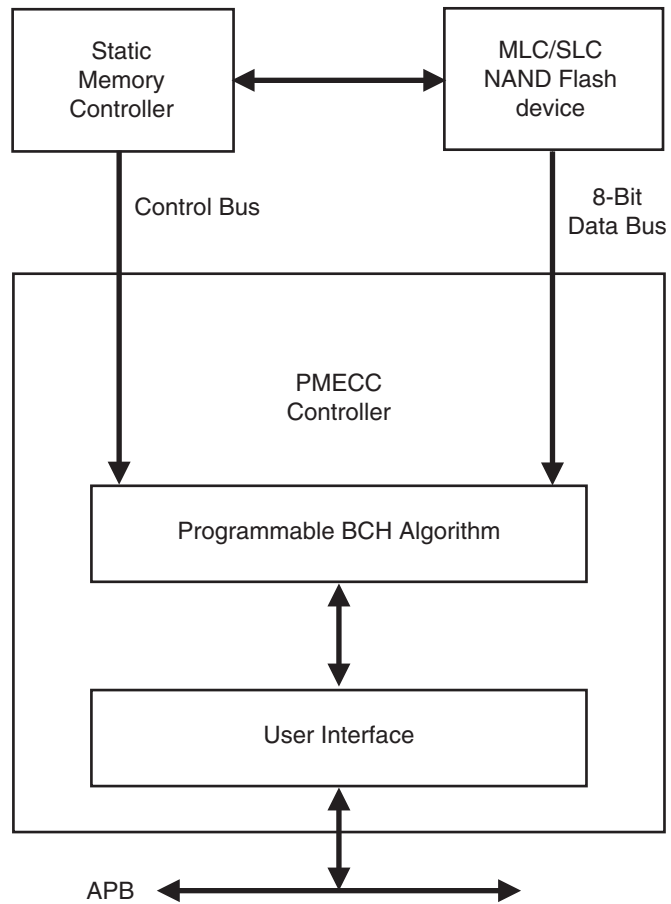 Static
Memory
Controller
MLC/SLC
NAND Flash
device
Control Bus
8-Bit
Data Bus
PMECC
Controller
Programmable BCH Algorithm
User Interface
APB